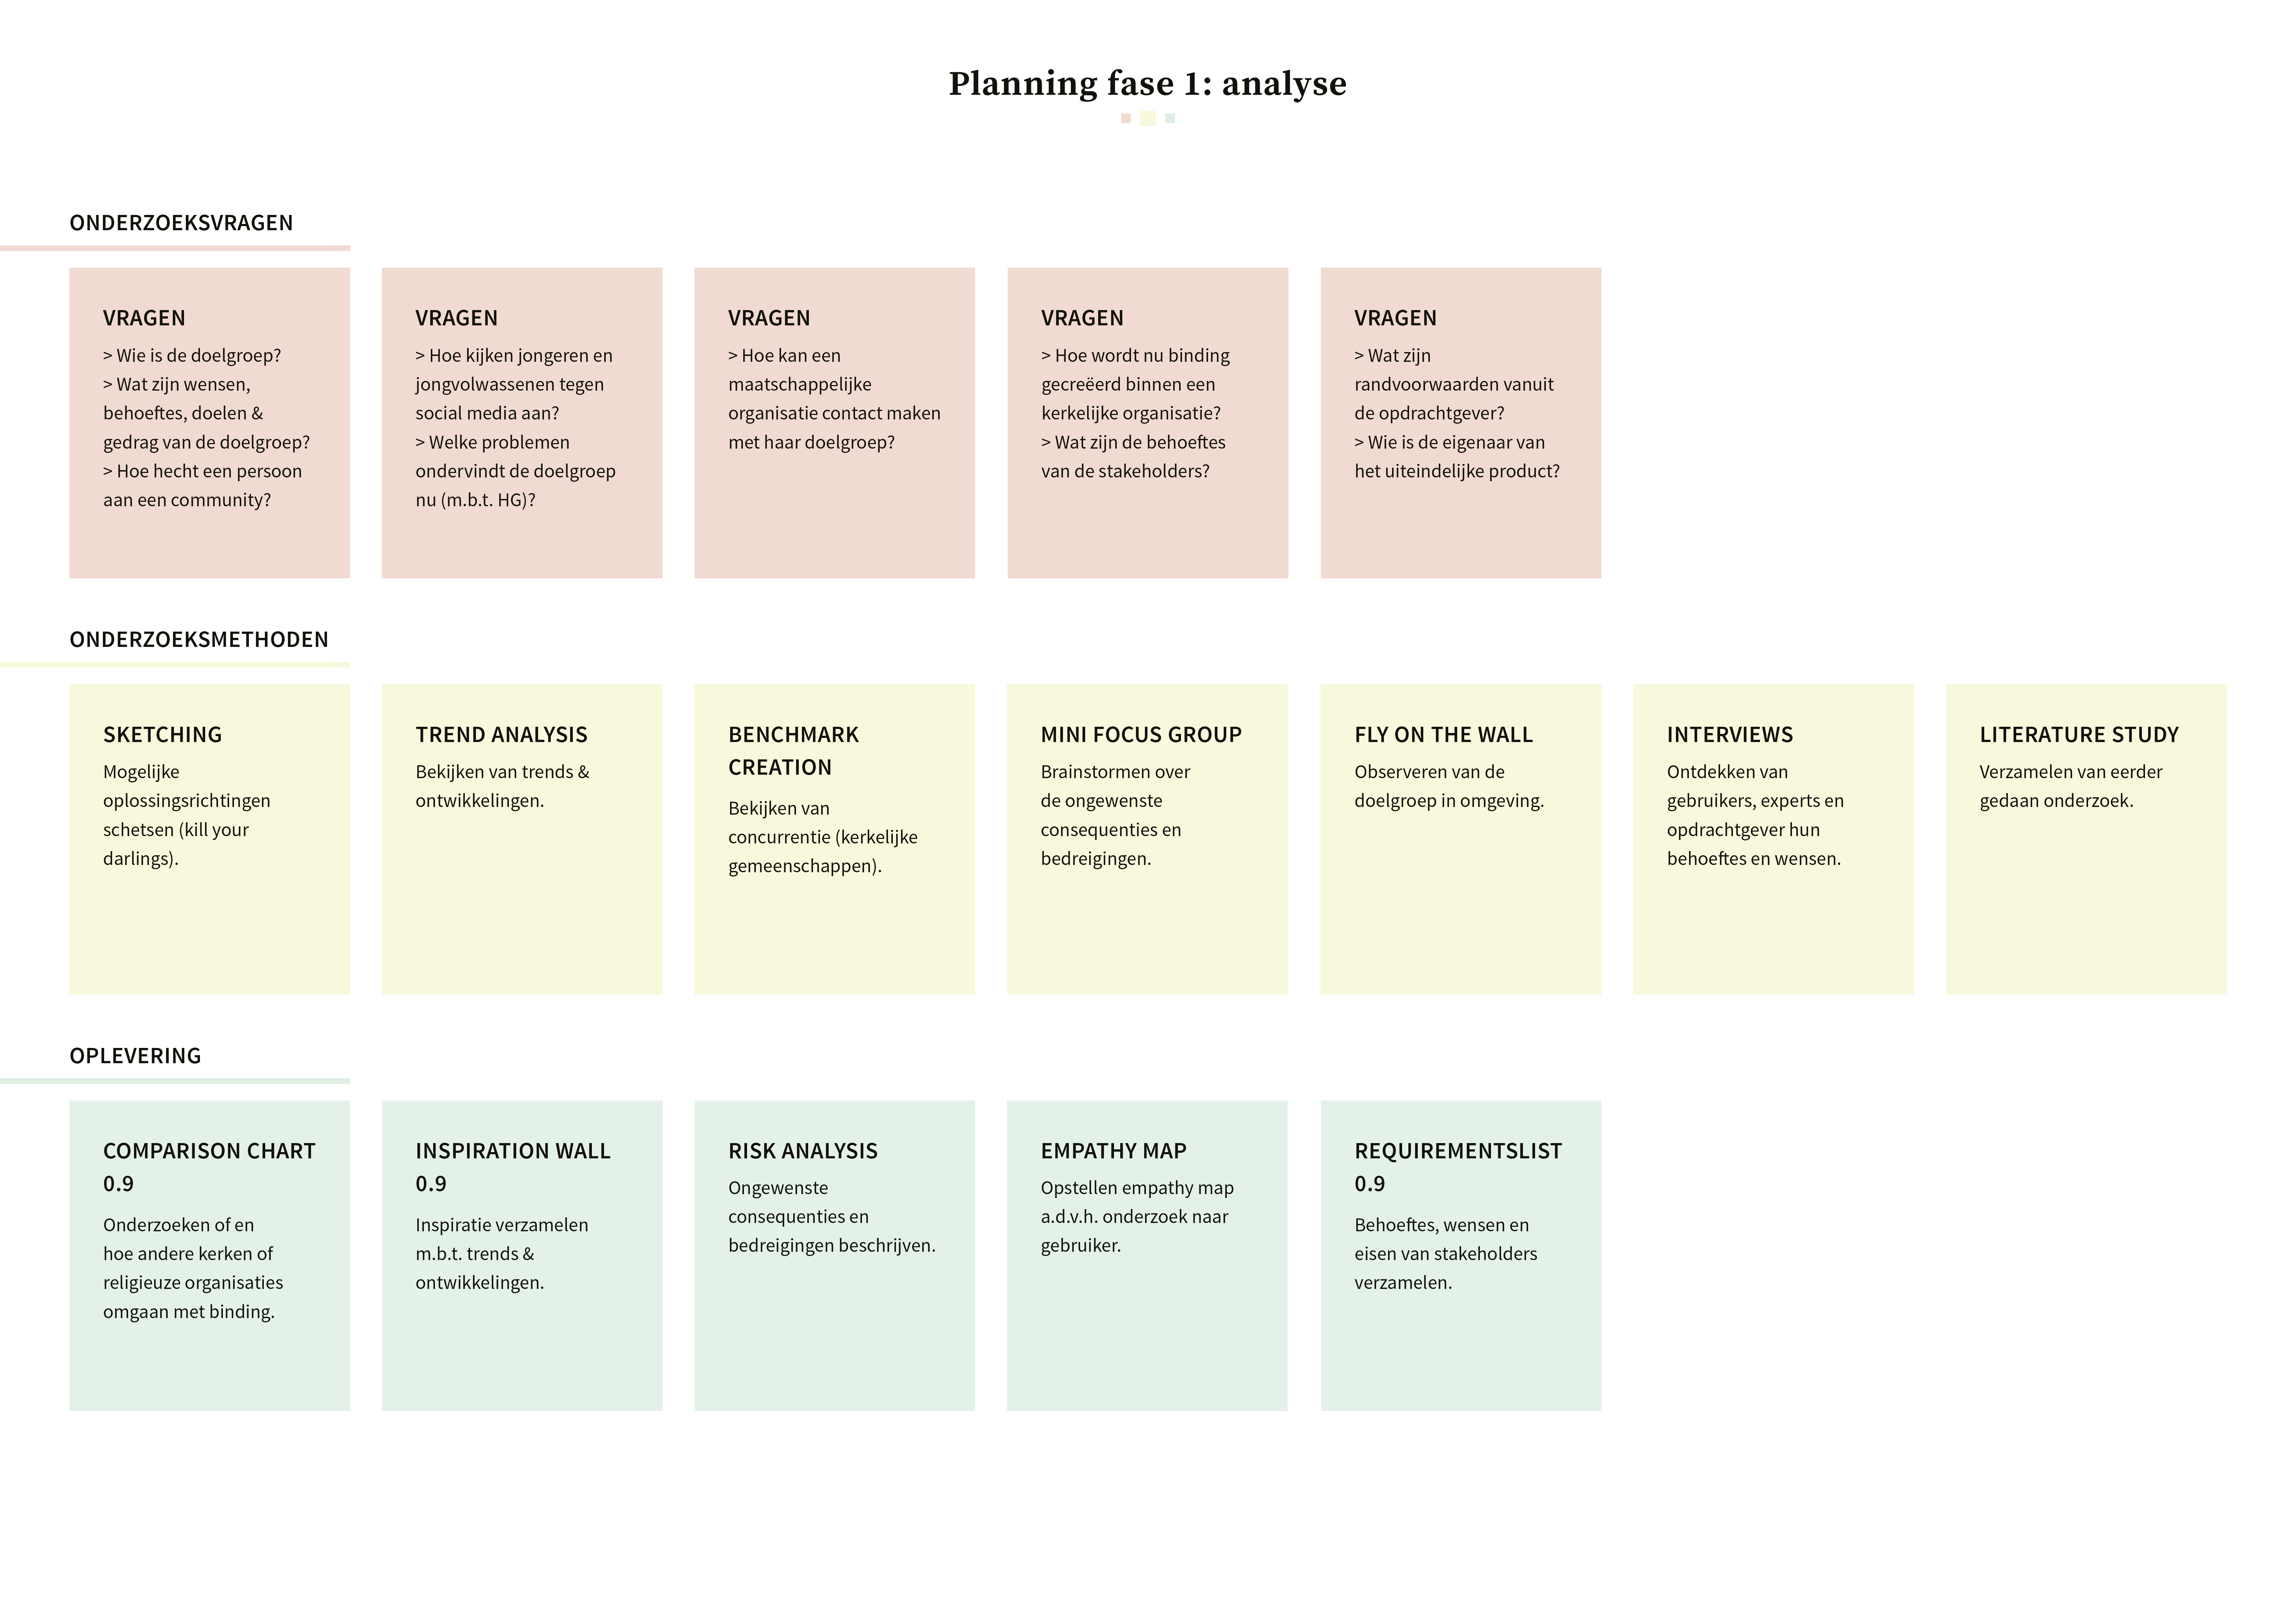 Planning fase 1: analyse
ONDERZOEKSVRAGEN
VRAGEN
> Wie is de doelgroep?
> Wat zijn wensen,
behoeftes, doelen &
gedrag van de doelgroep?
> Hoe hecht een persoon
aan een community?
VRAGEN
> Hoe kijken jongeren en
jongvolwassenen tegen
social media aan?
> Welke problemen
ondervindt de doelgroep
nu (m.b.t. HG)?
VRAGEN
> Hoe kan een
maatschappelijke
organisatie contact maken
met haar doelgroep?
VRAGEN
> Hoe wordt nu binding
gecreëerd binnen een
kerkelijke organisatie?
> Wat zijn de behoeftes
van de stakeholders?
VRAGEN
> Wat zijn
randvoorwaarden vanuit
de opdrachtgever?
> Wie is de eigenaar van
het uiteindelijke product?
ONDERZOEKSMETHODEN
SKETCHING
Mogelijke
oplossingsrichtingen
schetsen (kill your
darlings).
TREND ANALYSIS
Bekijken van trends &
ontwikkelingen.
BENCHMARK
CREATION
Bekijken van
concurrentie (kerkelijke
gemeenschappen).
MINI FOCUS GROUP
Brainstormen over
de ongewenste
consequenties en
bedreigingen.
FLY ON THE WALL
Observeren van de
doelgroep in omgeving.
INTERVIEWS
Ontdekken van
gebruikers, experts en
opdrachtgever hun
behoeftes en wensen.
LITERATURE STUDY
Verzamelen van eerder
gedaan onderzoek.
OPLEVERING
COMPARISON CHART
0.9
Onderzoeken of en
hoe andere kerken of
religieuze organisaties
omgaan met binding.
INSPIRATION WALL
0.9
Inspiratie verzamelen
m.b.t. trends &
ontwikkelingen.
RISK ANALYSIS
Ongewenste
consequenties en
bedreigingen beschrijven.
EMPATHY MAP
Opstellen empathy map
a.d.v.h. onderzoek naar
gebruiker.
REQUIREMENTSLIST
0.9
Behoeftes, wensen en
eisen van stakeholders
verzamelen.